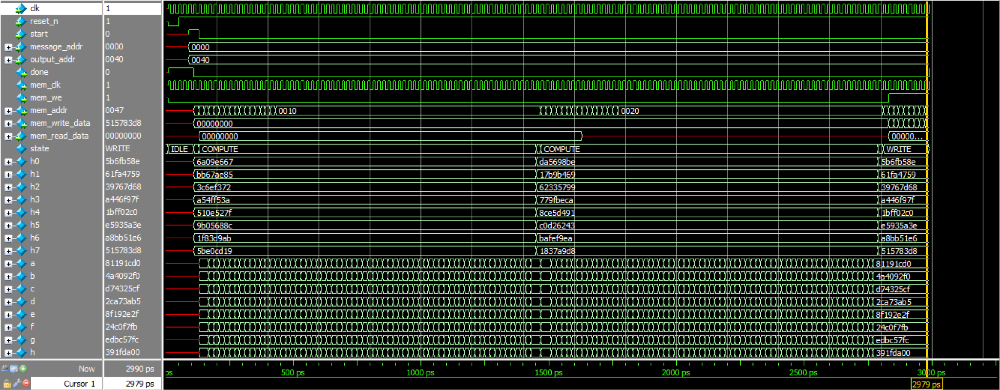 clk 1
reset_n 1
start 0
message_addr 0000 0000
output_addr 0040 0040
done 0
mem_clk 1
mem_we 1
mem_addr 0047 0010 0020
mem_write_data 515783d8 00000000
mem_read_data 00000000 00000000 00000...
state WRITE IDLE COMPUTE COMPUTE WRITE
h0 5b6fb58e 6a09e667 da5698be 5b6fb58e
h1 61fa4759 bb67ae85 17b9b469 61fa4759
h2 39767d68 3c6ef372 62335799 39767d68
h3 a446f97f a54ff53a 779fbeca a446f97f
h4 1bff02c0 510e527f 8ce5d491 1bff02c0
h5 e5935a3e 9b05688c c0d26243 e5935a3e
h6 a8bb51e6 1f83d9ab bafef9ea a8bb51e6
h7 515783d8 5be0cd19 1837a9d8 515783d8
a 81191cd0 81191cd0
b 4a4092f0 4a4092f0
c d74325cf d74325cf
d 2ca73ab5 2ca73ab5
e 8f192e2f 8f192e2f
f 24c0f7fb 24c0f7fb
g edbc57fc edbc57fc
h 391fda00 391fda00
Now 2990 ps ps 500 ps 1000 ps 1500 ps 2000 ps 2500 ps 3000 ps
Cursor 1 2979 ps 2979 ps